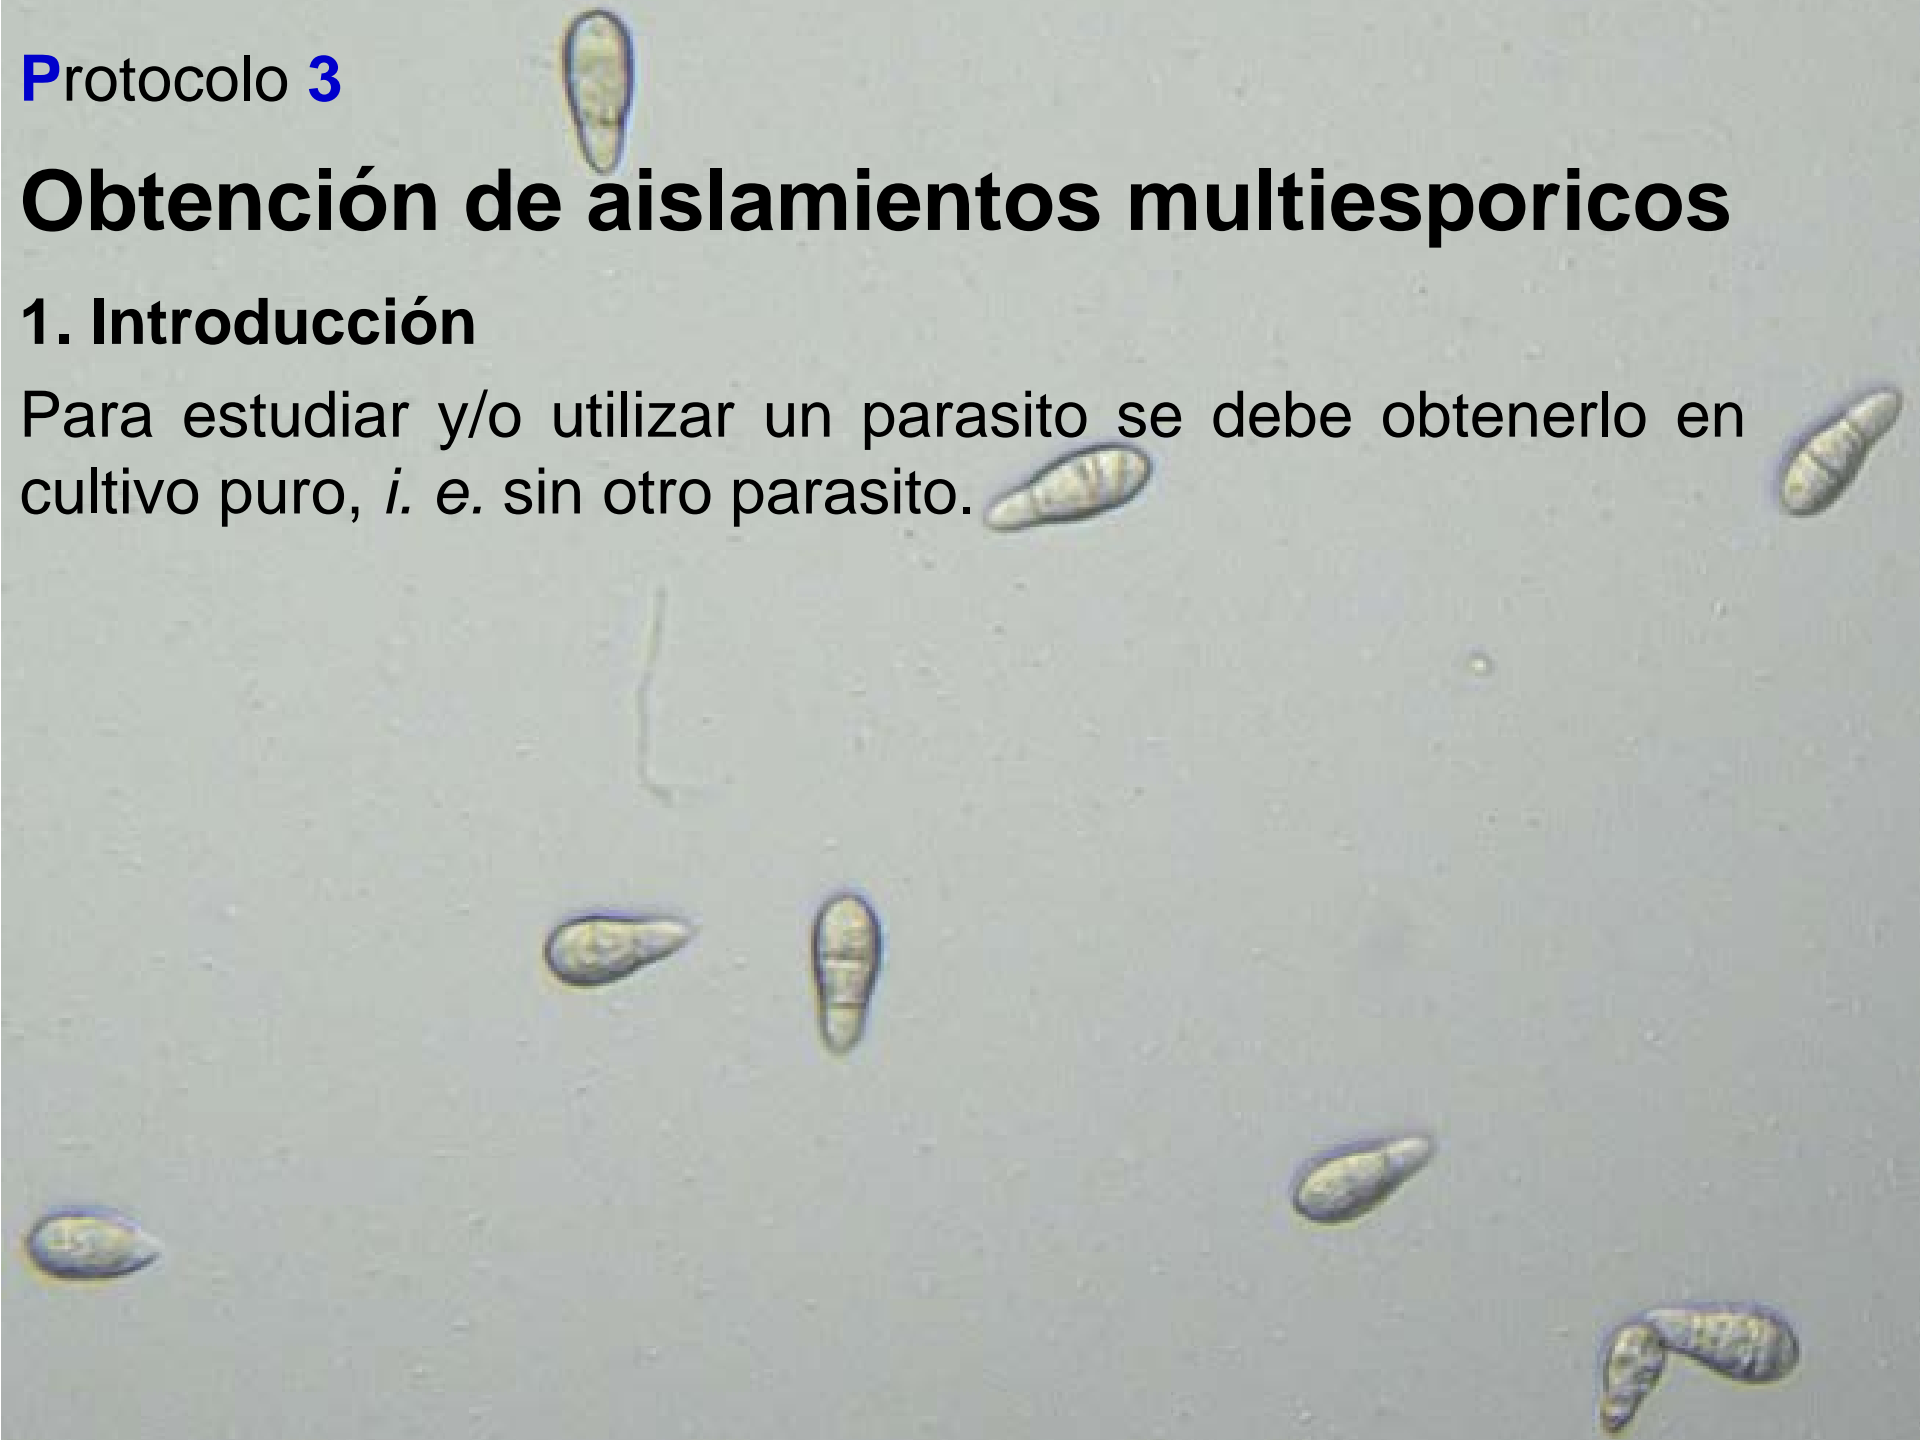 Protocolo 3
Obtención de aislamientos multiesporicos
1. Introducción
Para estudiar y/o utilizar un parasito se debe obtenerlo en
cultivo puro, i. e. sin otro parasito.